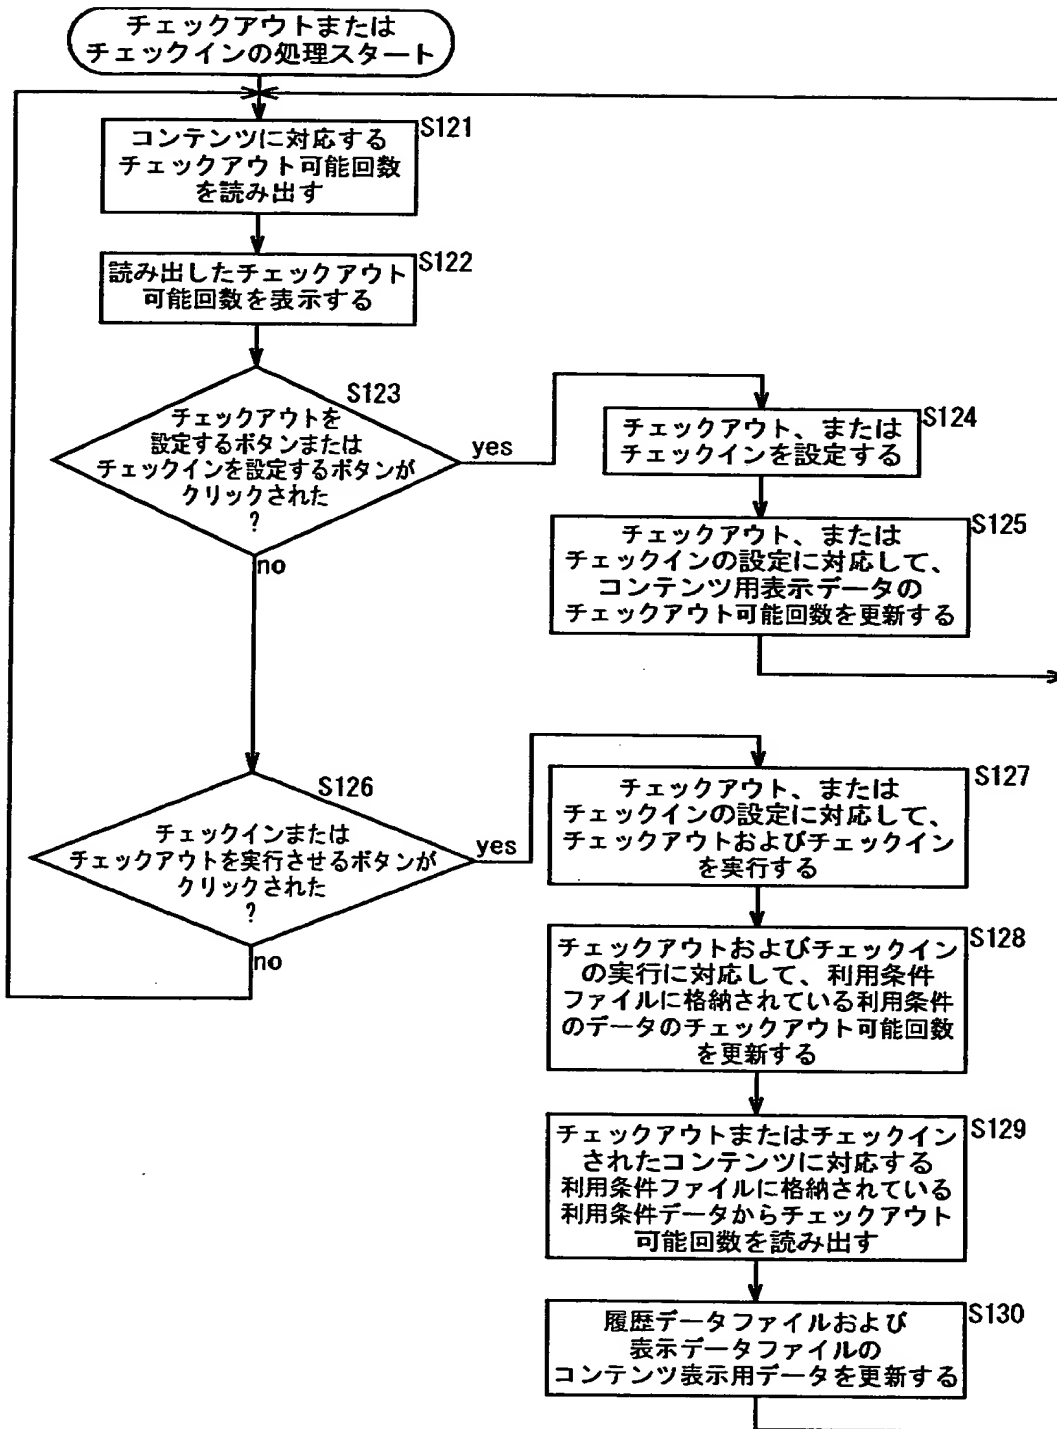 チェックアウトまたは
チェックインの処理スタート
S121
コンテンツに対応する
チェックアウト可能回数
を読み出す
S122
読み出したチェックアウト
可能回数を表示する
S123
チェックアウトを
設定するボタンまたは
チェックインを設定するボタンが
クリックされた
?
yes
no
S124
チェックアウト、または
チェックインを設定する
S125
チェックアウト、または
チェックインの設定に対応して、
コンテンツ用表示データの
チェックアウト可能回数を更新する
S126
チェックインまたは
チェックアウトを実行させるボタンが
クリックされた
?
yes
no
S127
チェックアウト、または
チェックインの設定に対応して、
チェックアウトおよびチェックイン
を実行する
S128
チェックアウトおよびチェックイン
の実行に対応して、利用条件
ファイルに格納されている利用条件
のデータのチェックアウト可能回数
を更新する
S129
チェックアウトまたはチェックイン
されたコンテンツに対応する
利用条件ファイルに格納されている
利用条件データからチェックアウト
可能回数を読み出す
S130
履歴データファイルおよび
表示データファイルの
コンテンツ表示用データを更新する